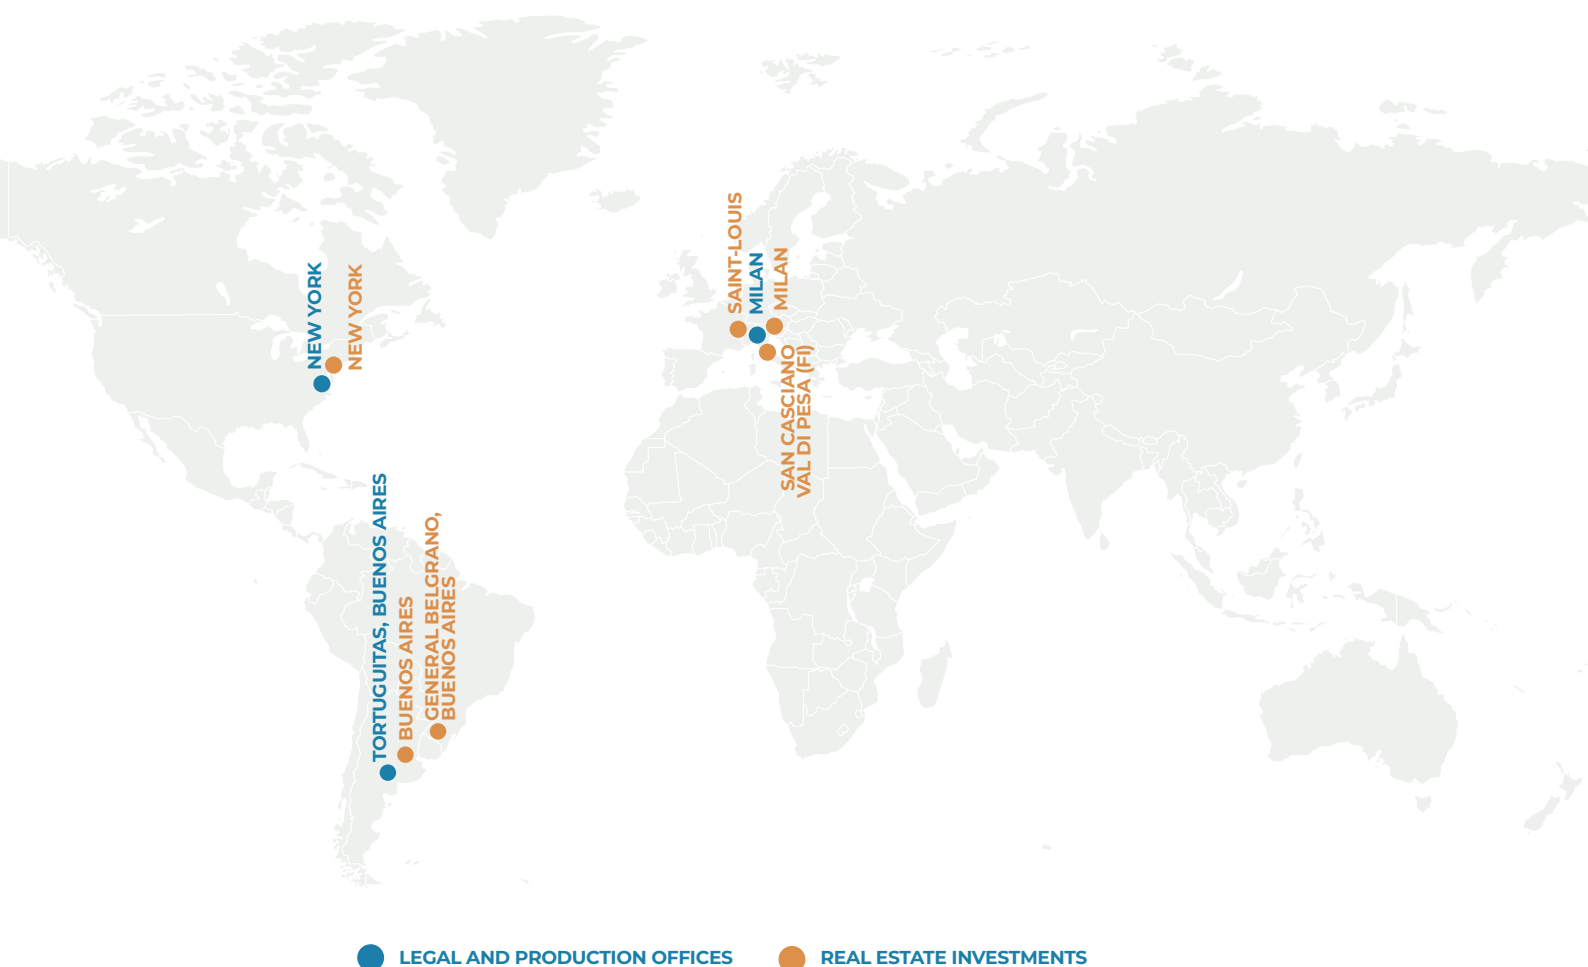 NEW YORK
NEW YORK
SAINT-LOUIS
MILAN
MILAN
SAN CASCIANO
VAL DI PESA (FI)
TORTUGUITAS, BUENOS AIRES
BUENOS AIRES
GENERAL BELGRANO,
BUENOS AIRES
LEGAL AND PRODUCTION OFFICES
REAL ESTATE INVESTMENTS